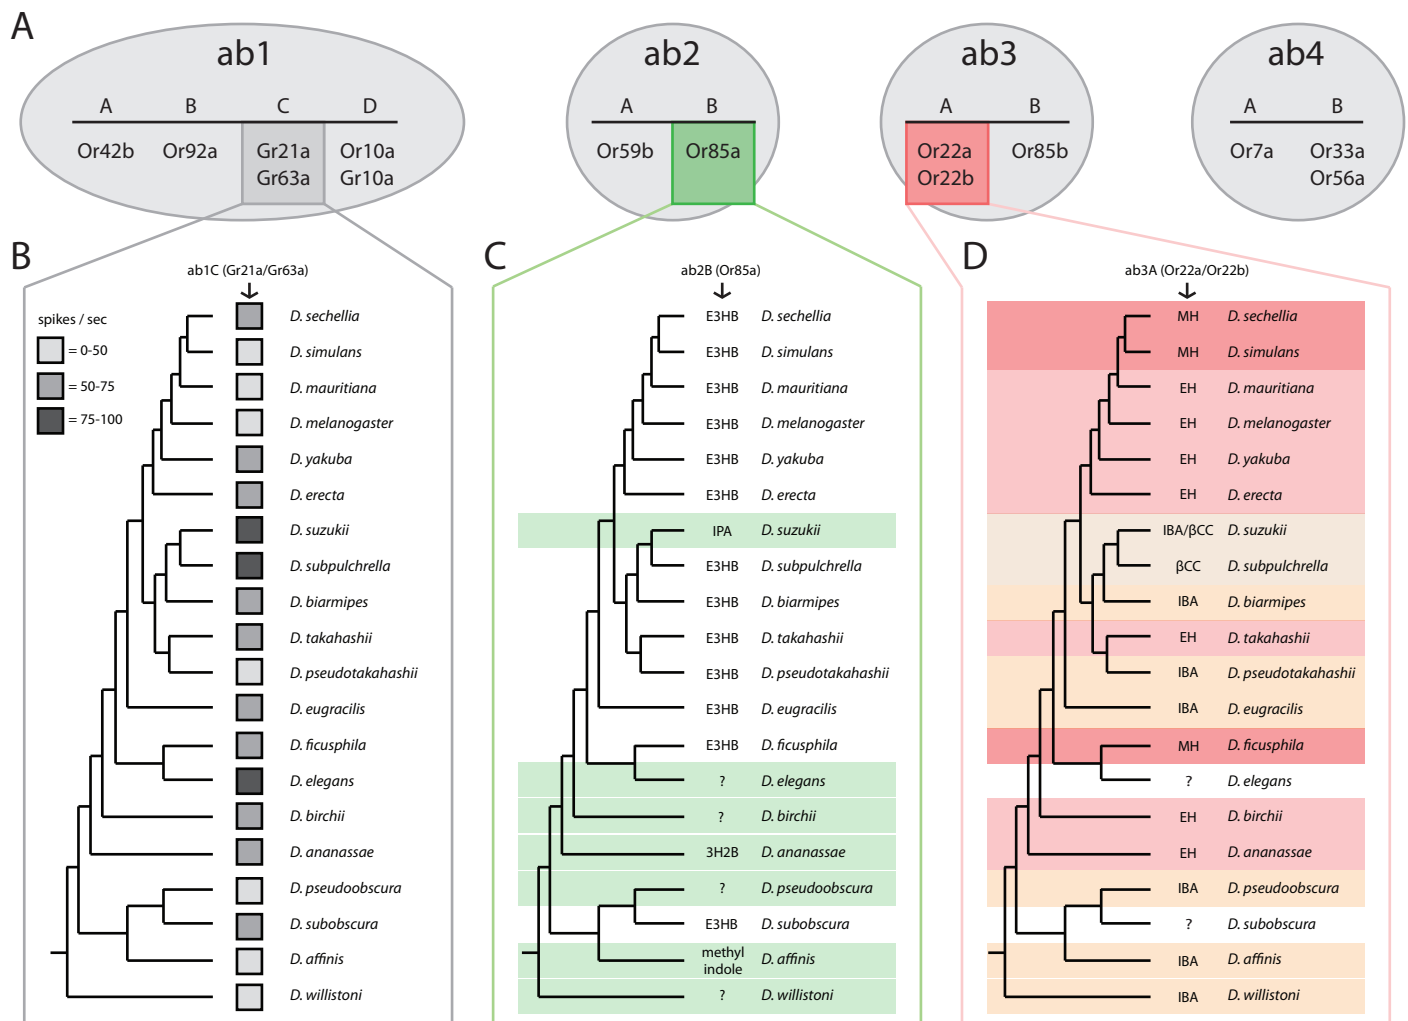 A
ab1
A B C D
Or42b Or92a Gr21a Or10a
Gr63a Gr10a
ab2
A B
Or59b Or85a
ab3
A B
Or22a Or85b
Or22b
ab4
A B
Or7a Or33a
Or56a
B
ab1C (Gr21a/Gr63a)
spikes / sec
= 0-50
= 50-75
= 75-100
D. sechellia
D. simulans
D. mauritiana
D. melanogaster
D. yakuba
D. erecta
D. suzukii
D. subpulchrella
D. biarmipes
D. takahashii
D. pseudotakahashii
D. eugracilis
D. ficusphila
D. elegans
D. birchii
D. ananassae
D. pseudoobscura
D. subobscura
D. affinis
D. willistoni
C
ab2B (Or85a)
E3HB D. sechellia
E3HB D. simulans
E3HB D. mauritiana
E3HB D. melanogaster
E3HB D. yakuba
E3HB D. erecta
IPA D. suzukii
E3HB D. subpulchrella
E3HB D. biarmipes
E3HB D. takahashii
E3HB D. pseudotakahashii
E3HB D. eugracilis
E3HB D. ficusphila
? D. elegans
? D. birchii
3H2B D. ananassae
? D. pseudoobscura
E3HB D. subobscura
methyl
indole D. affinis
? D. willistoni
D
ab3A (Or22a/Or22b)
MH D. sechellia
MH D. simulans
EH D. mauritiana
EH D. melanogaster
EH D. yakuba
EH D. erecta
IBA/βCC D. suzukii
βCC D. subpulchrella
IBA D. biarmipes
EH D. takahashii
IBA D. pseudotakahashii
IBA D. eugracilis
MH D. ficusphila
? D. elegans
EH D. birchii
EH D. ananassae
IBA D. pseudoobscura
? D. subobscura
IBA D. affinis
IBA D. willistoni